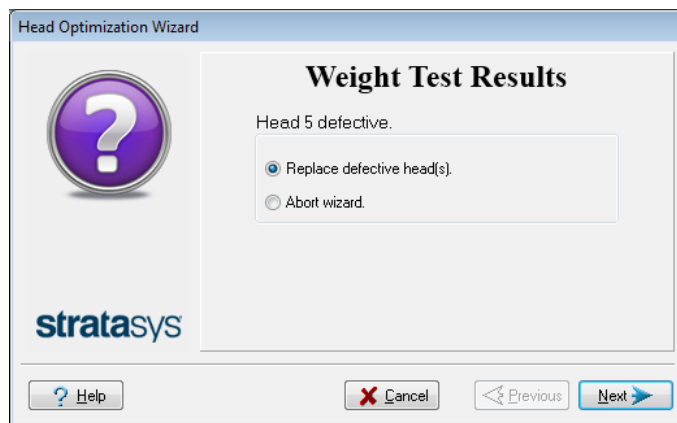 Head Optimization Wizard
Weight Test Results
Head 5 defective.
Replace defective head(s).
Abort wizard.
stratasys
? Help
Cancel
Previous
Next